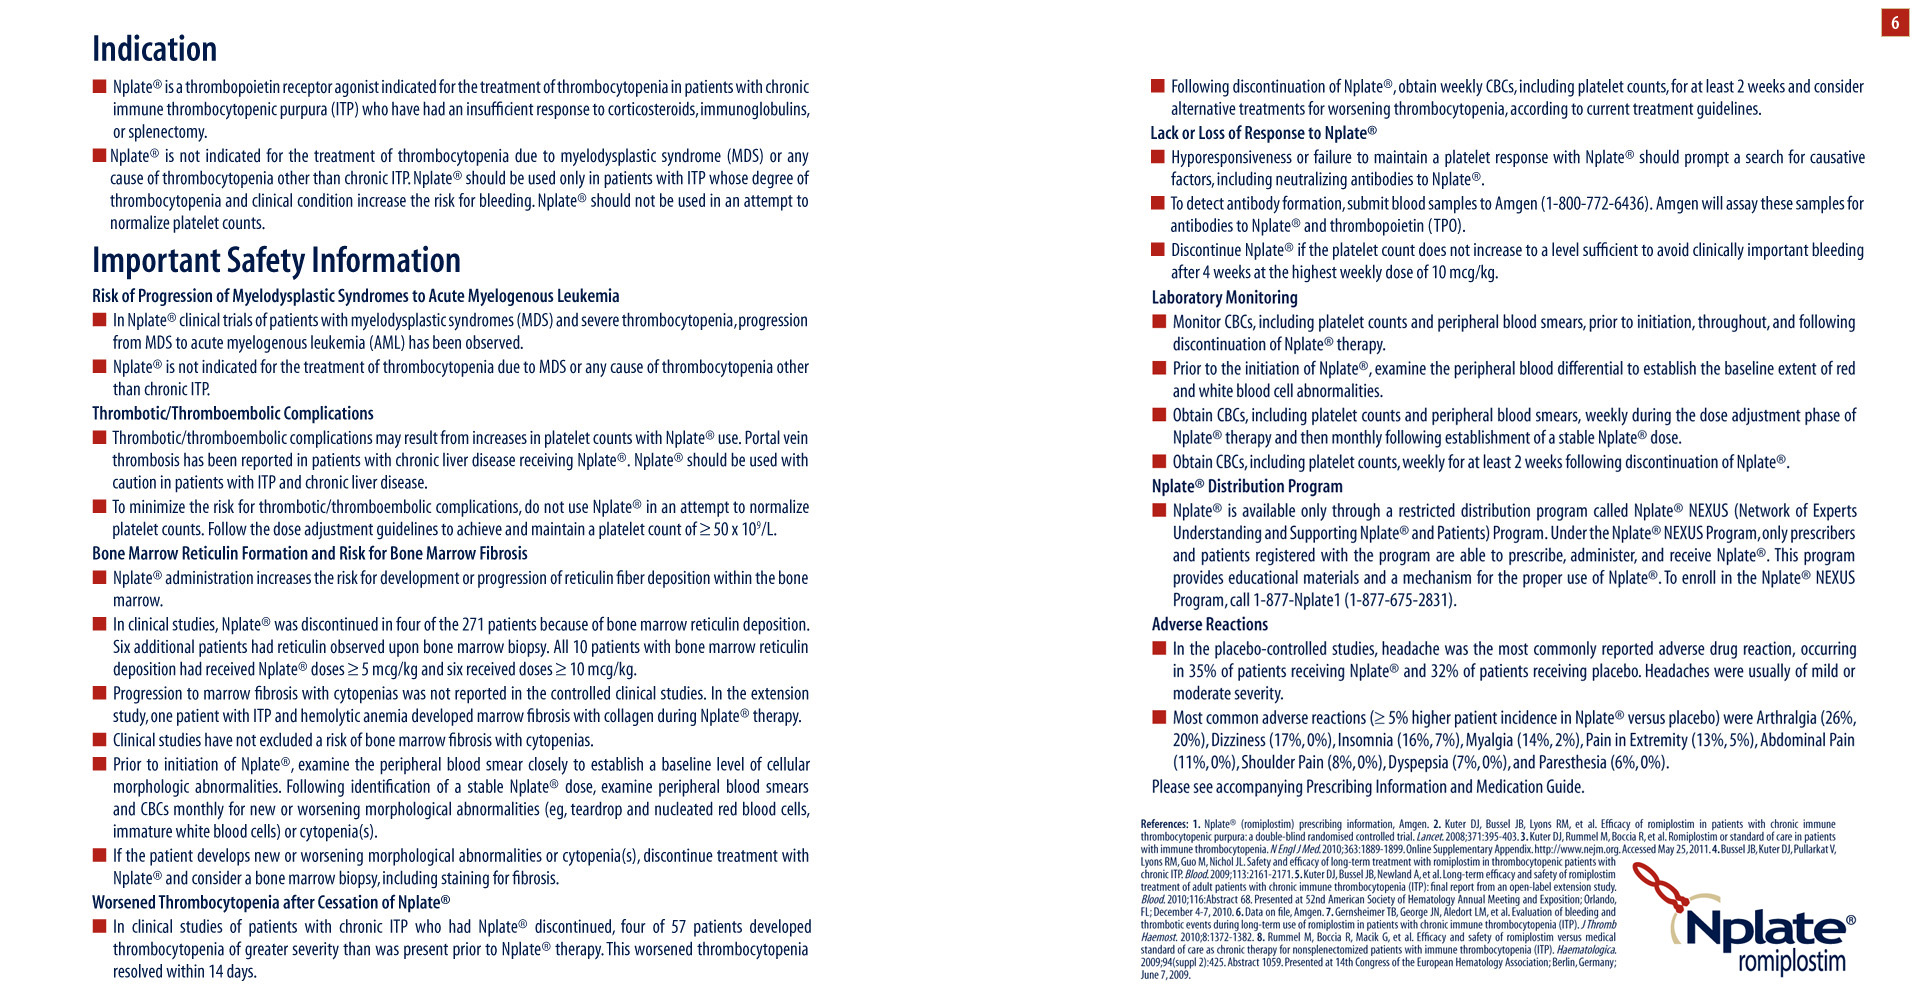 6
Indication
■ Nplate® is a thrombopoietin receptor agonist indicated for the treatment of thrombocytopenia in patients with chronic
immune thrombocytopenic purpura (ITP) who have had an insufficient response to corticosteroids, immunoglobulins,
or splenectomy.
■ Nplate® is not indicated for the treatment of thrombocytopenia due to myelodysplastic syndrome (MDS) or any
cause of thrombocytopenia other than chronic ITP. Nplate® should be used only in patients with ITP whose degree of
thrombocytopenia and clinical condition increase the risk for bleeding. Nplate® should not be used in an attempt to
normalize platelet counts.
Important Safety Information
Risk of Progression of Myelodysplastic Syndromes to Acute Myelogenous Leukemia
■ In Nplate® clinical trials of patients with myelodysplastic syndromes (MDS) and severe thrombocytopenia, progression
from MDS to acute myelogenous leukemia (AML) has been observed.
■ Nplate® is not indicated for the treatment of thrombocytopenia due to MDS or any cause of thrombocytopenia other
than chronic ITP.
Thrombotic/Thromboembolic Complications
■ Thrombotic/thromboembolic complications may result from increases in platelet counts with Nplate® use. Portal vein
thrombosis has been reported in patients with chronic liver disease receiving Nplate®. Nplate® should be used with
caution in patients with ITP and chronic liver disease.
■ To minimize the risk for thrombotic/thromboembolic complications, do not use Nplate® in an attempt to normalize
platelet counts. Follow the dose adjustment guidelines to achieve and maintain a platelet count of ≥ 50 x 10⁹/L.
Bone Marrow Reticulin Formation and Risk for Bone Marrow Fibrosis
■ Nplate® administration increases the risk for development or progression of reticulin fiber deposition within the bone
marrow.
■ In clinical studies, Nplate® was discontinued in four of the 271 patients because of bone marrow reticulin deposition.
Six additional patients had reticulin observed upon bone marrow biopsy. All 10 patients with bone marrow reticulin
deposition had received Nplate® doses ≥ 5 mcg/kg and six received doses ≥ 10 mcg/kg.
■ Progression to marrow fibrosis with cytopenias was not reported in the controlled clinical studies. In the extension
study, one patient with ITP and hemolytic anemia developed marrow fibrosis with collagen during Nplate® therapy.
■ Clinical studies have not excluded a risk of bone marrow fibrosis with cytopenias.
■ Prior to initiation of Nplate®, examine the peripheral blood smear closely to establish a baseline level of cellular
morphologic abnormalities. Following identification of a stable Nplate® dose, examine peripheral blood smears
and CBCs monthly for new or worsening morphological abnormalities (eg, teardrop and nucleated red blood cells,
immature white blood cells) or cytopenia(s).
■ If the patient develops new or worsening morphological abnormalities or cytopenia(s), discontinue treatment with
Nplate® and consider a bone marrow biopsy, including staining for fibrosis.
Worsened Thrombocytopenia after Cessation of Nplate®
■ In clinical studies of patients with chronic ITP who had Nplate® discontinued, four of 57 patients developed
thrombocytopenia of greater severity than was present prior to Nplate® therapy. This worsened thrombocytopenia
resolved within 14 days.
■ Following discontinuation of Nplate®, obtain weekly CBCs, including platelet counts, for at least 2 weeks and consider
alternative treatments for worsening thrombocytopenia, according to current treatment guidelines.
Lack or Loss of Response to Nplate®
■ Hyporesponsiveness or failure to maintain a platelet response with Nplate® should prompt a search for causative
factors, including neutralizing antibodies to Nplate®.
■ To detect antibody formation, submit blood samples to Amgen (1-800-772-6436). Amgen will assay these samples for
antibodies to Nplate® and thrombopoietin (TPO).
■ Discontinue Nplate® if the platelet count does not increase to a level sufficient to avoid clinically important bleeding
after 4 weeks at the highest weekly dose of 10 mcg/kg.
Laboratory Monitoring
■ Monitor CBCs, including platelet counts and peripheral blood smears, prior to initiation, throughout, and following
discontinuation of Nplate® therapy.
■ Prior to the initiation of Nplate®, examine the peripheral blood differential to establish the baseline extent of red
and white blood cell abnormalities.
■ Obtain CBCs, including platelet counts and peripheral blood smears, weekly during the dose adjustment phase of
Nplate® therapy and then monthly following establishment of a stable Nplate® dose.
■ Obtain CBCs, including platelet counts, weekly for at least 2 weeks following discontinuation of Nplate®.
Nplate® Distribution Program
■ Nplate® is available only through a restricted distribution program called Nplate® NEXUS (Network of Experts
Understanding and Supporting Nplate® and Patients) Program. Under the Nplate® NEXUS Program, only prescribers
and patients registered with the program are able to prescribe, administer, and receive Nplate®. This program
provides educational materials and a mechanism for the proper use of Nplate®. To enroll in the Nplate® NEXUS
Program, call 1-877-Nplate1 (1-877-675-2831).
Adverse Reactions
■ In the placebo-controlled studies, headache was the most commonly reported adverse drug reaction, occurring
in 35% of patients receiving Nplate® and 32% of patients receiving placebo. Headaches were usually of mild or
moderate severity.
■ Most common adverse reactions (≥ 5% higher patient incidence in Nplate® versus placebo) were Arthralgia (26%,
20%), Dizziness (17%, 0%), Insomnia (16%, 7%), Myalgia (14%, 2%), Pain in Extremity (13%, 5%), Abdominal Pain
(11%, 0%), Shoulder Pain (8%, 0%), Dyspepsia (7%, 0%), and Paresthesia (6%, 0%).
Please see accompanying Prescribing Information and Medication Guide.
References: 1. Nplate® (romiplostim) prescribing information, Amgen. 2. Kuter DJ, Bussel JB, Lyons RM, et al. Efficacy of romiplostim in patients with chronic immune
thrombocytopenic purpura: a double-blind randomised controlled trial. Lancet. 2008;371:395-403. 3. Kuter DJ, Rummel M, Boccia R, et al. Romiplostim or standard of care in patients
with immune thrombocytopenia. N Engl J Med. 2010;363:1889-1899. Online Supplementary Appendix. http://www.nejm.org. Accessed May 25, 2011. 4. Bussel JB, Kuter DJ, Pullarkat V,
Lyons RM, Guo M, Nichol JL. Safety and efficacy of long-term treatment with romiplostim in thrombocytopenic patients with
chronic ITP. Blood. 2009;113:2161-2171. 5. Kuter DJ, Bussel JB, Newland A, et al. Long-term efficacy and safety of romiplostim
treatment of adult patients with chronic immune thrombocytopenia (ITP): final report from an open-label extension study.
Blood. 2010;116:Abstract 68. Presented at 52nd American Society of Hematology Annual Meeting and Exposition; Orlando,
FL; December 4-7, 2010. 6. Data on file, Amgen. 7. Gernsheimer TB, George JN, Aledort LM, et al. Evaluation of bleeding and
thrombotic events during long-term use of romiplostim in patients with chronic immune thrombocytopenia (ITP). J Thromb
Haemost. 2010;8:1372-1382. 8. Rummel M, Boccia R, Macik G, et al. Efficacy and safety of romiplostim versus medical
standard of care as chronic therapy for nonsplenectomized patients with immune thrombocytopenia (ITP). Haematologica.
2009;94(suppl 2):425. Abstract 1059. Presented at 14th Congress of the European Hematology Association; Berlin, Germany;
June 7, 2009.
Nplate®
romiplostim